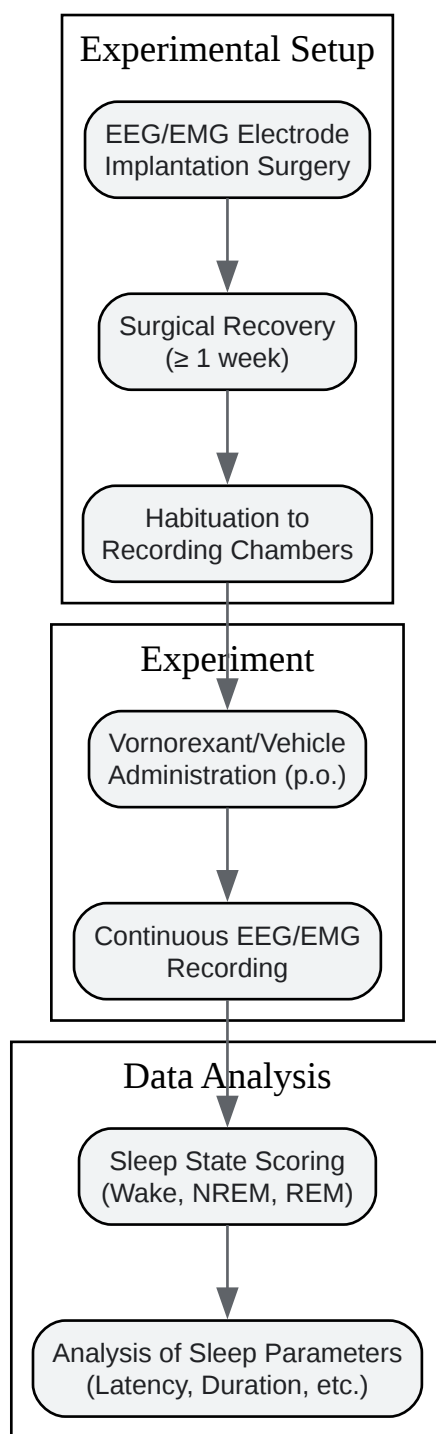 Experimental Setup
EEG/EMG Electrode
Implantation Surgery
Surgical Recovery
(≥ 1 week)
Habituation to
Recording Chambers
Experiment
Vornorexant/Vehicle
Administration (p.o.)
Continuous EEG/EMG
Recording
Data Analysis
Sleep State Scoring
(Wake, NREM, REM)
Analysis of Sleep Parameters
(Latency, Duration, etc.)